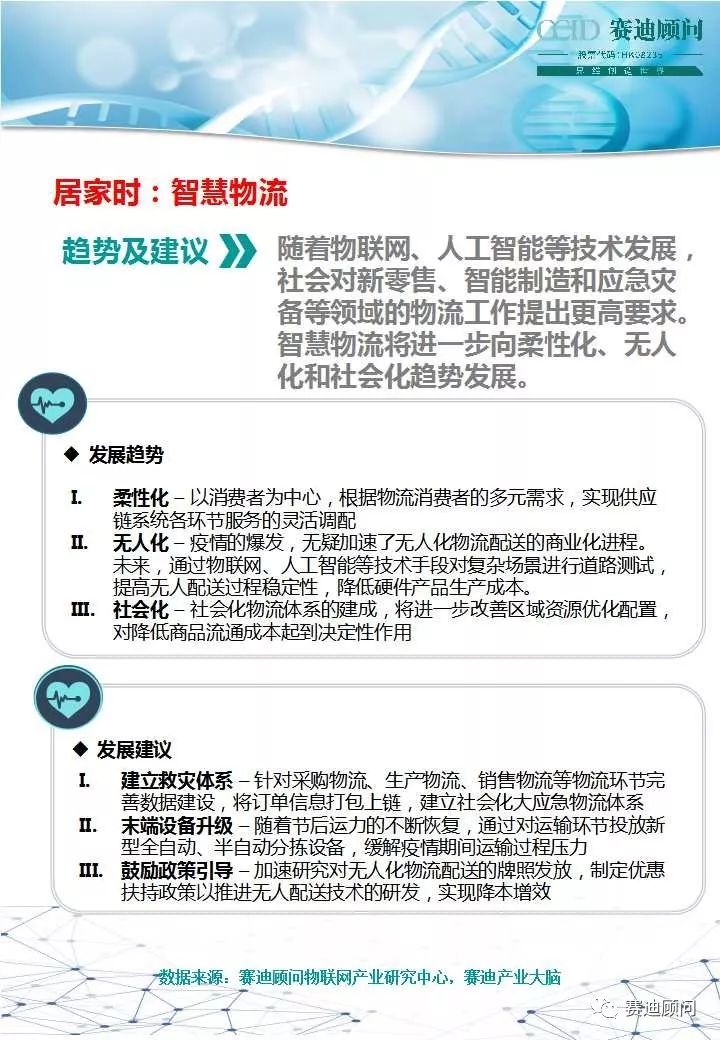 CCID 赛迪顾问
股票代码:HK08235
思维创造世界
居家时：智慧物流
趋势及建议
随着物联网、人工智能等技术发展，
社会对新零售、智能制造和应急灾
备等领域的物流工作提出更高要求。
智慧物流将进一步向柔性化、无人
化和社会化趋势发展。
◆ 发展趋势
I. 柔性化 – 以消费者为中心，根据物流消费者的多元需求，实现供应
链系统各环节服务的灵活调配
II. 无人化 – 疫情的爆发，无疑加速了无人化物流配送的商业化进程。
未来，通过物联网、人工智能等技术手段对复杂场景进行道路测试，
提高无人配送过程稳定性，降低硬件产品生产成本。
III. 社会化 – 社会化物流体系的建成，将进一步改善区域资源优化配置，
对降低商品流通成本起到决定性作用
◆ 发展建议
I. 建立救灾体系 – 针对采购物流、生产物流、销售物流等物流环节完
善数据建设，将订单信息打包上链，建立社会化大应急物流体系
II. 末端设备升级 – 随着节后运力的不断恢复，通过对运输环节投放新
型全自动、半自动分拣设备，缓解疫情期间运输过程压力
III. 鼓励政策引导 – 加速研究对无人化物流配送的牌照发放，制定优惠
扶持政策以推进无人配送技术的研发，实现降本增效
数据来源：赛迪顾问物联网产业研究中心，赛迪产业大脑
赛迪顾问